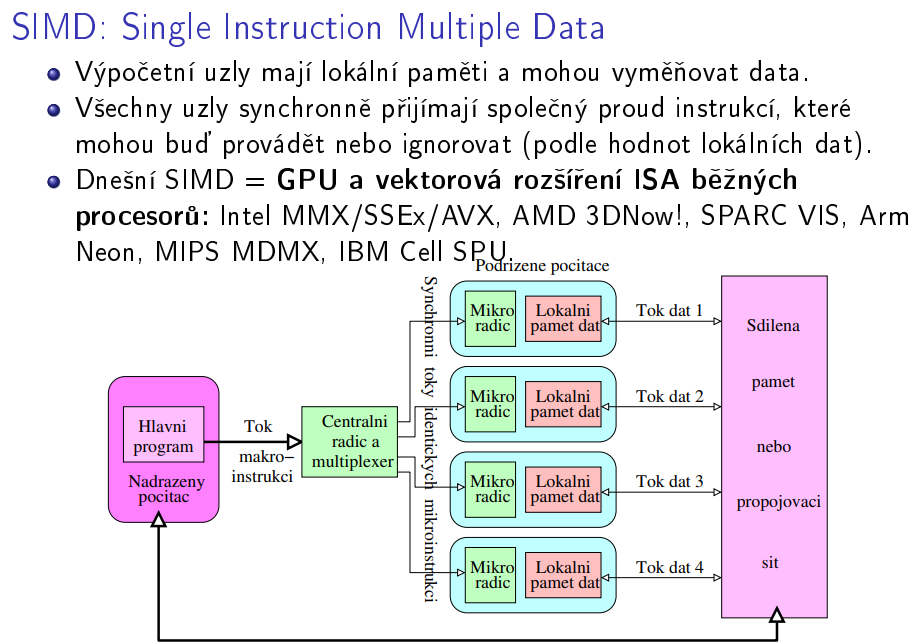 SIMD: Single Instruction Multiple Data
Výpočetní uzly mají lokální paměti a mohou vyměňovat data.
Všechny uzly synchronně přijímají společný proud instrukcí, které
mohou buď provádět nebo ignorovat (podle hodnot lokálních dat).
Dnešní SIMD = GPU a vektorová rozšíření ISA běžných
procesorů: Intel MMX/SSEx/AVX, AMD 3DNow!, SPARC VIS, Arm
Neon, MIPS MDMX, IBM Cell SPU.
Podrizene pocitace
Hlavni
program
Nadrazeny
pocitac
Tok
makro–
instrukci
Centralni
radic a
multiplexer
Synchronni toky identickych mikroinstrukci
Mikro
radic
Lokalni
pamet dat
Tok dat 1
Mikro
radic
Lokalni
pamet dat
Tok dat 2
Mikro
radic
Lokalni
pamet dat
Tok dat 3
Mikro
radic
Lokalni
pamet dat
Tok dat 4
Sdilena
pamet
nebo
propojovaci
sit